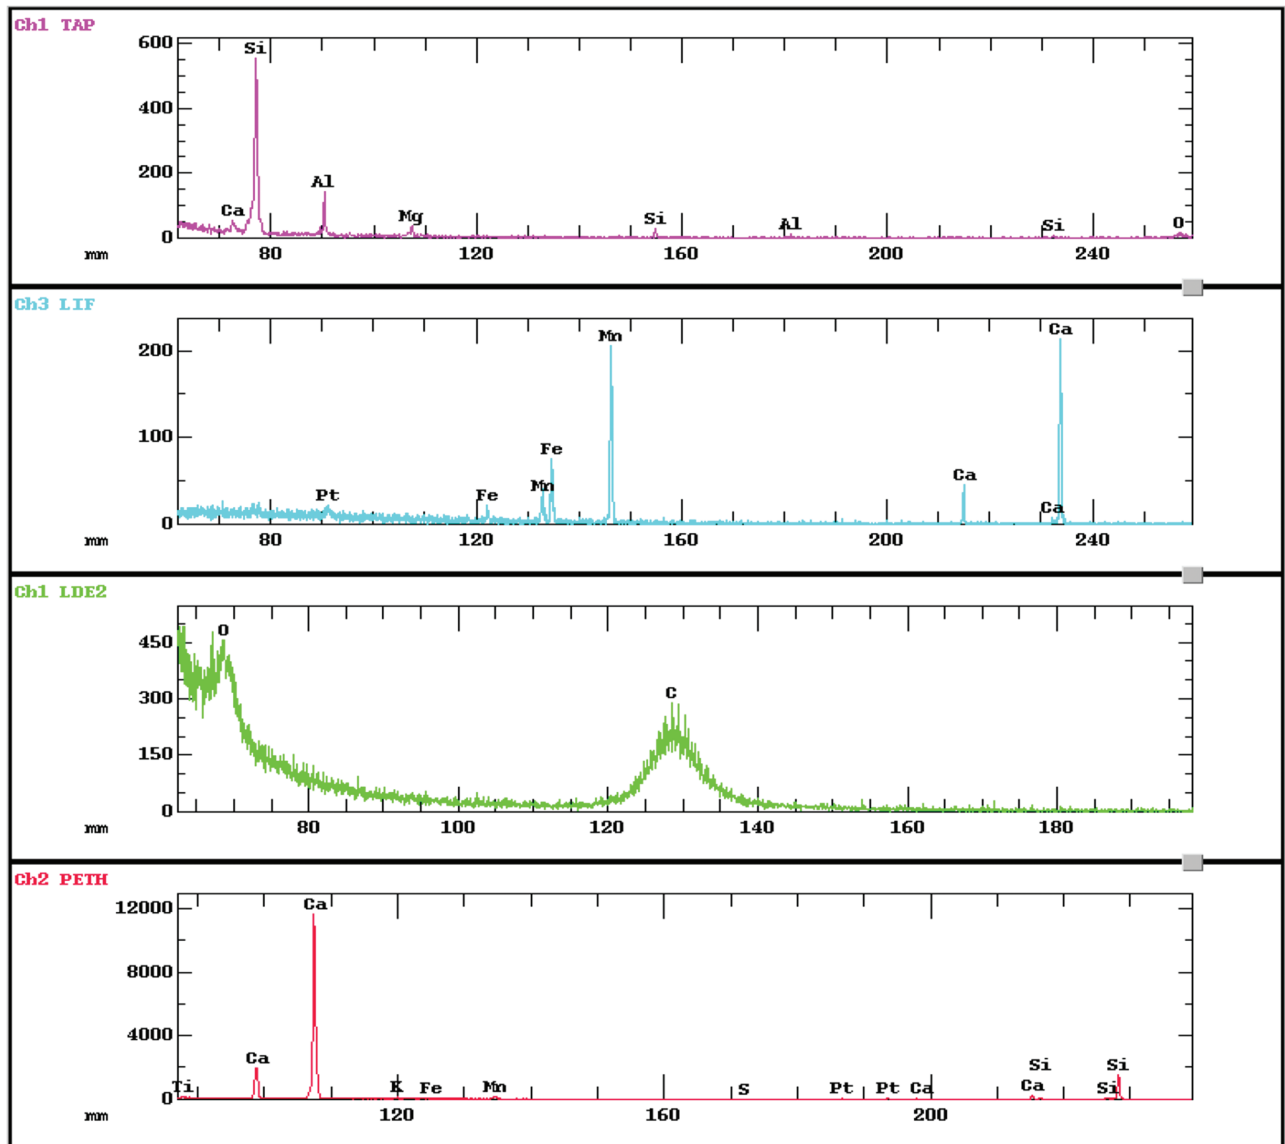 Ch1 TAP
600
400
200
0
Ca
Si
Al
Mg
Si
Al
Si
O
mm
80
120
160
200
240
Ch3 LIF
200
100
0
Pt
Fe
Mn
Fe
Mn
Ca
Ca
Ca
mm
80
120
160
200
240
Ch1 LDE2
450
300
150
0
O
C
mm
80
100
120
140
160
180
Ch2 PETH
12000
8000
4000
0
Ti
Ca
Ca
K
Fe
Mn
S
Pt
Pt
Ca
Si
Ca
Si
Si
mm
120
160
200